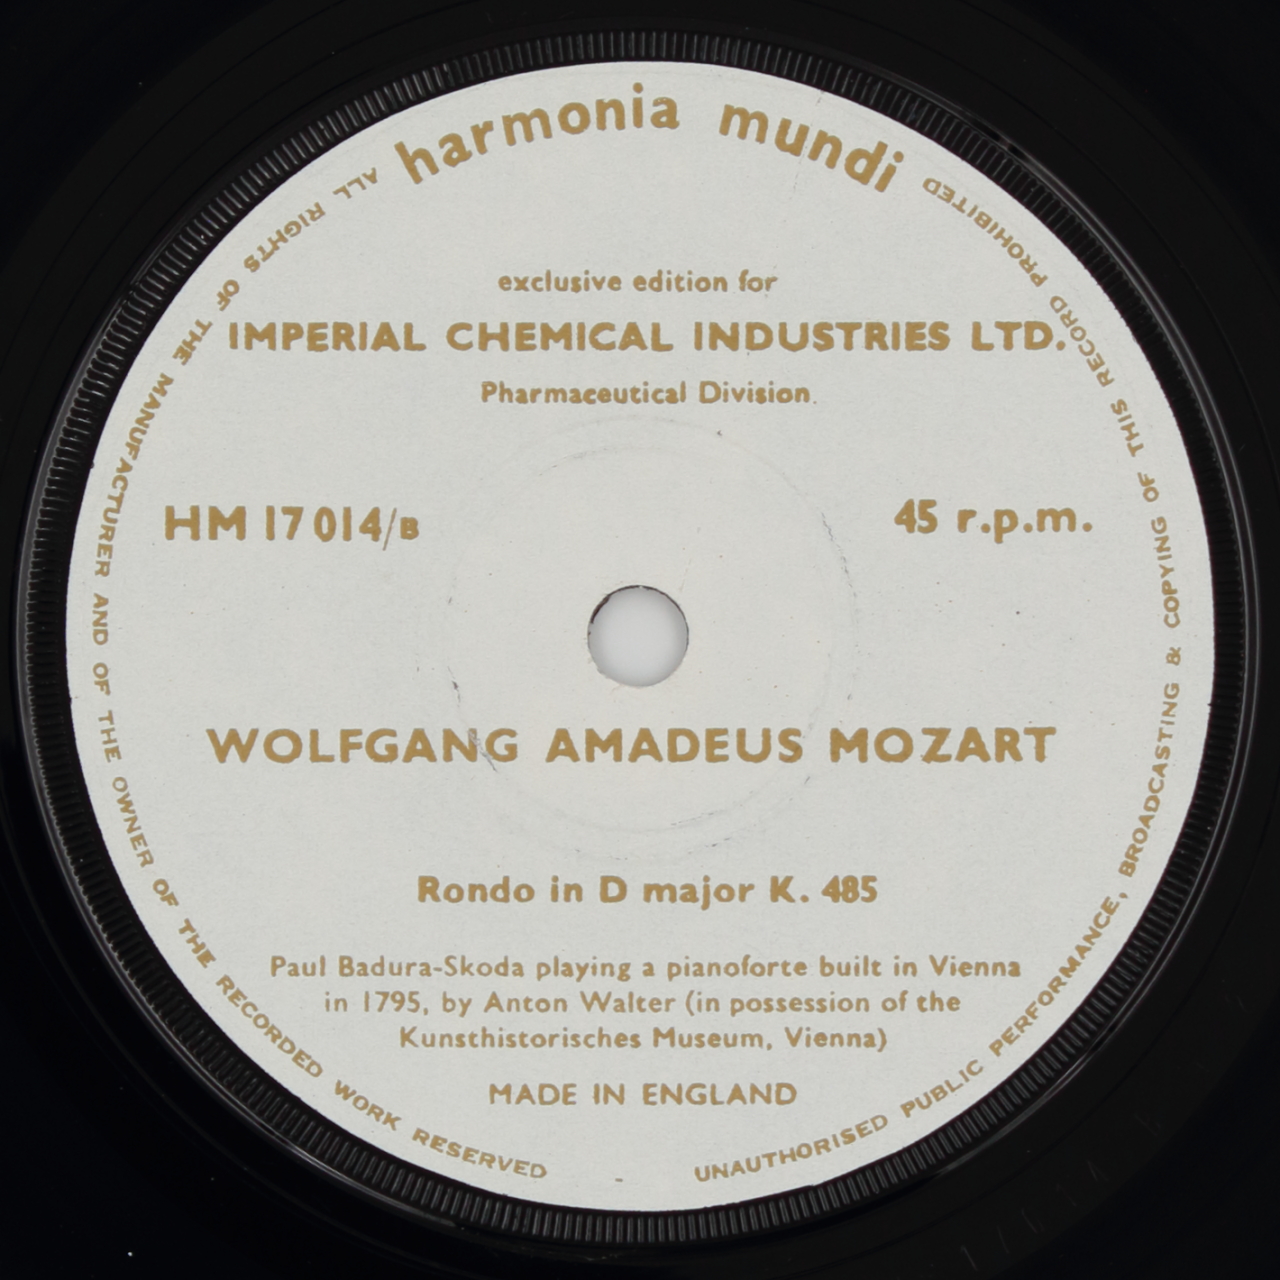 harmonia mundi
exclusive edition for
IMPERIAL CHEMICAL INDUSTRIES LTD.
Pharmaceutical Division.
HM 17014/B
45 r.p.m.
WOLFGANG AMADEUS MOZART
Rondo in D major K. 485
Paul Badura-Skoda playing a pianoforte built in Vienna
in 1795, by Anton Walter (in possession of the
Kunsthistorisches Museum, Vienna)
MADE IN ENGLAND
ALL RIGHTS OF THE MANUFACTURER AND OF THE OWNER OF THE RECORDED WORK RESERVED - UNAUTHORISED PUBLIC PERFORMANCE, BROADCASTING & COPYING OF THIS RECORD PROHIBITED